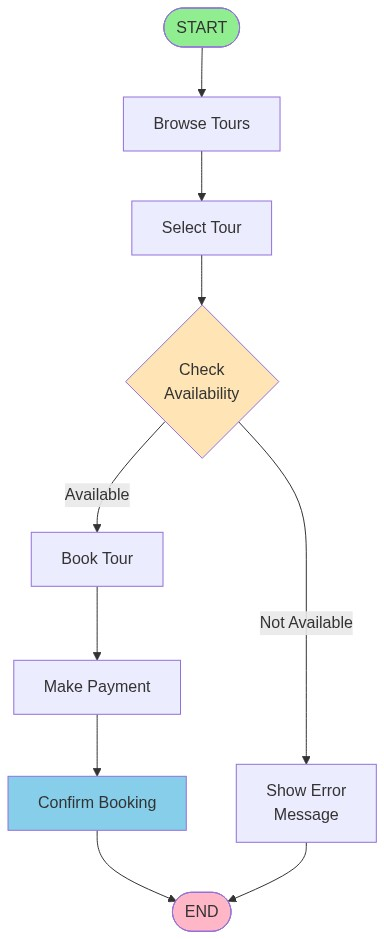 START
Browse Tours
Select Tour
Check
Availability
Available
Book Tour
Not Available
Make Payment
Confirm Booking
Show Error
Message
END